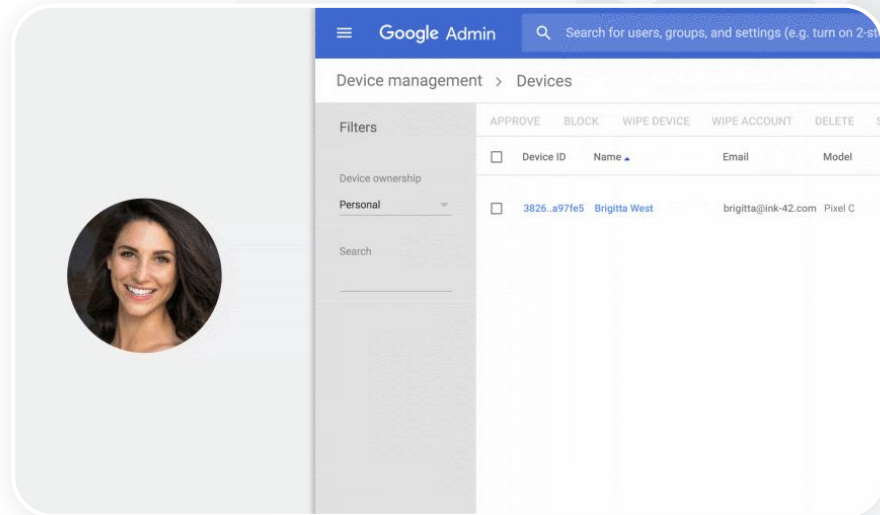 Google Admin
Search for users, groups, and settings (e.g. turn on
Device management > Devices
Filters
APPROVE BLOCK WIPE DEVICE WIPE ACCOUNT DELETE
Device ID Name Email Model
Device ownership
Personal
3826..a97fe5 Brigitta West brigitta@ink-42.com Pixel C
Search